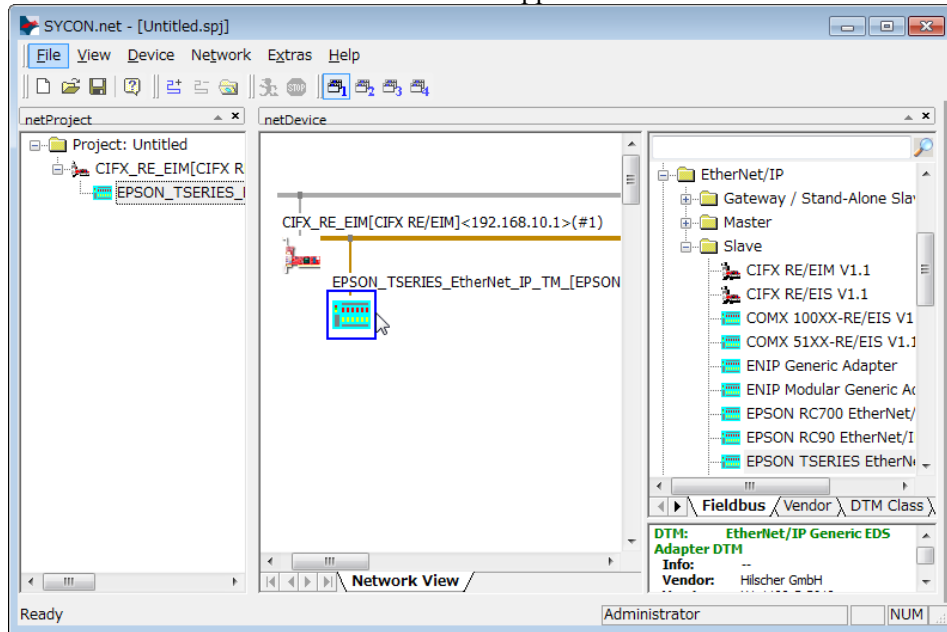 SYCON.net - [Untitled.spj]
File View Device Network Extras Help
netProject
netDevice
Project: Untitled
CIFX_RE_EIM[CIFX R
EPSON_TSERIES_
CIFX_RE_EIM[CIFX RE/EIM]<192.168.10.1>(#1)
EPSON_TSERIES_EtherNet_IP_TM_[EPSON
Network View
EtherNet/IP
Gateway / Stand-Alone Sla
Master
Slave
CIFX RE/EIM V1.1
CIFX RE/EIS V1.1
COMX 100XX-RE/EIS V1
COMX 51XX-RE/EIS V1.1
ENIP Generic Adapter
ENIP Modular Generic A
EPSON RC700 EtherNet/
EPSON RC90 EtherNet/I
EPSON TSERIES EtherN
Fieldbus Vendor DTM Class
DTM: EtherNet/IP Generic EDS
Adapter DTM
Info: --
Vendor: Hilscher GmbH
Ready
Administrator
NUM